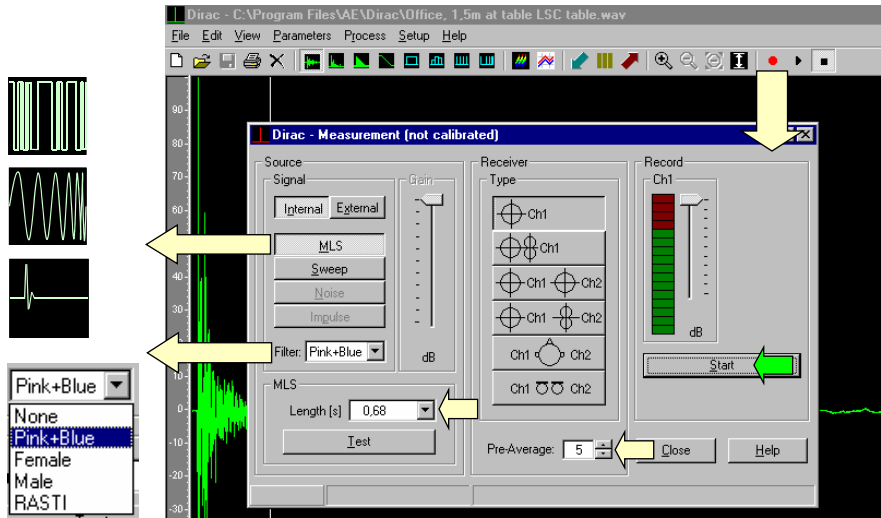 Dirac - C:\Program Files\AE\Dirac\Office, 1,5m at table LSC table.wav
File Edit View Parameters Process Setup Help
90
80
70
60
40
30
10
0
-10
-20
-30
Dirac - Measurement (not calibrated)
Source
Signal
Internal External
MLS
Sweep
Noise
Impulse
Filter: Pink+Blue
Gain
dB
MLS
Length [s] 0,68
Test
Receiver
Type
Ch1
Ch1
Ch1 Ch2
Ch1 Ch2
Ch1 Ch2
Ch1 Ch2
Pre-Average: 5
Record
Ch1
dB
Start
Close Help
Pink+Blue
None
Pink+Blue
Female
Male
RASTI